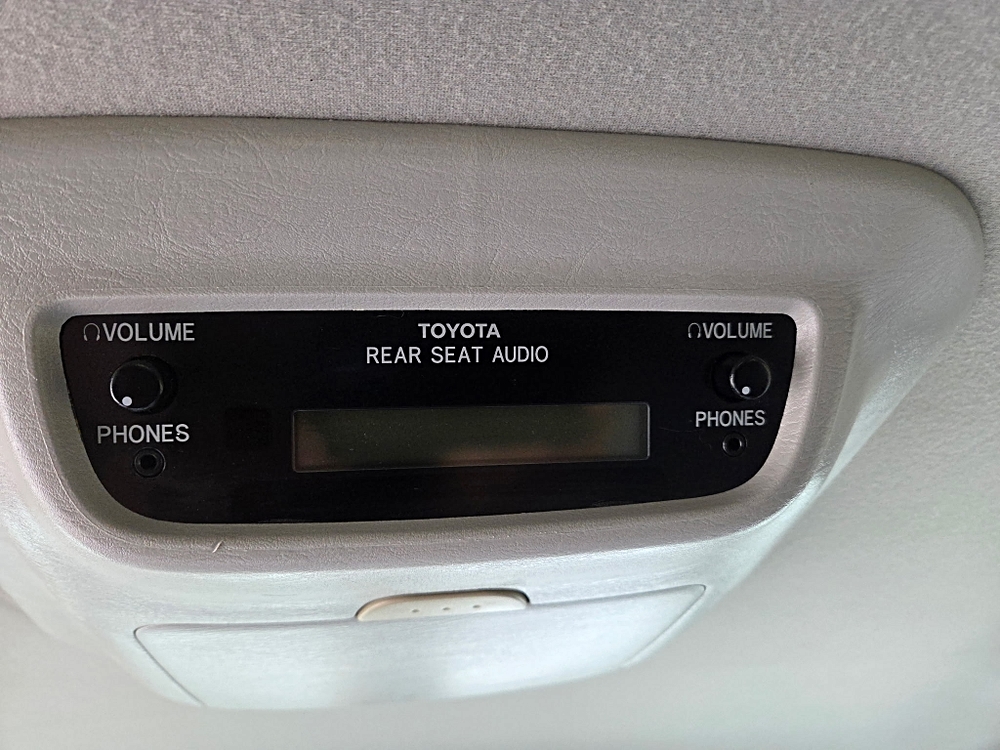 VOLUME
TOYOTA
REAR SEAT AUDIO
VOLUME
PHONES
PHONES